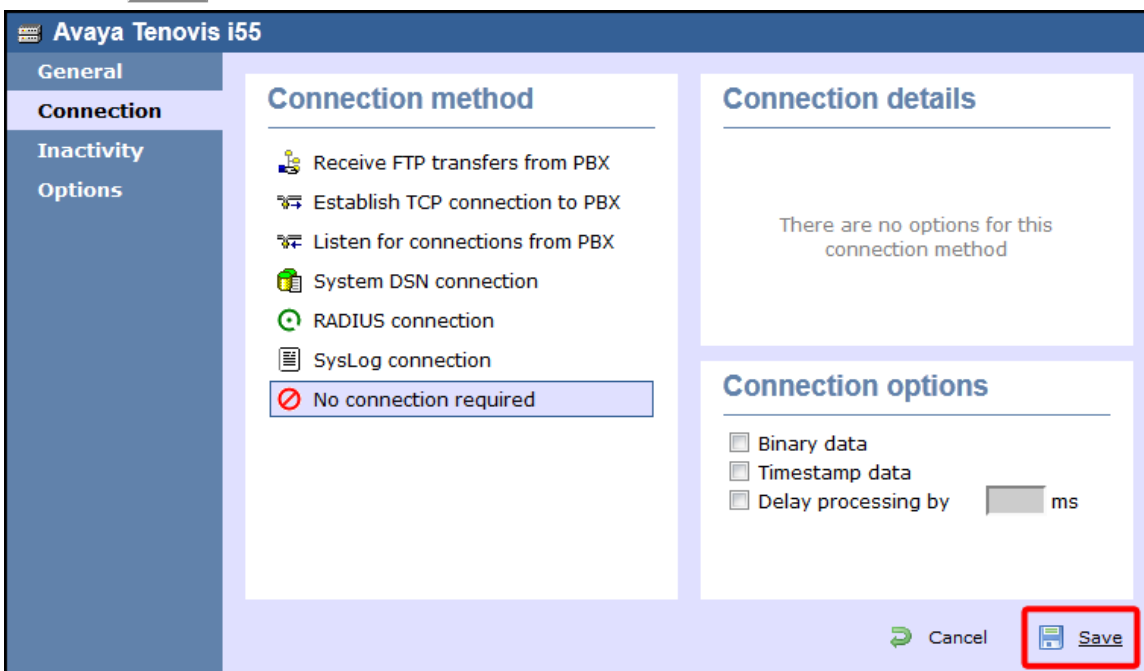 Avaya Tenovis i55
General
Connection
Inactivity
Options
Connection method
Receive FTP transfers from PBX
Establish TCP connection to PBX
Listen for connections from PBX
System DSN connection
RADIUS connection
SysLog connection
No connection required
Connection details
There are no options for this
connection method
Connection options
Binary data
Timestamp data
Delay processing by ms
Cancel
Save